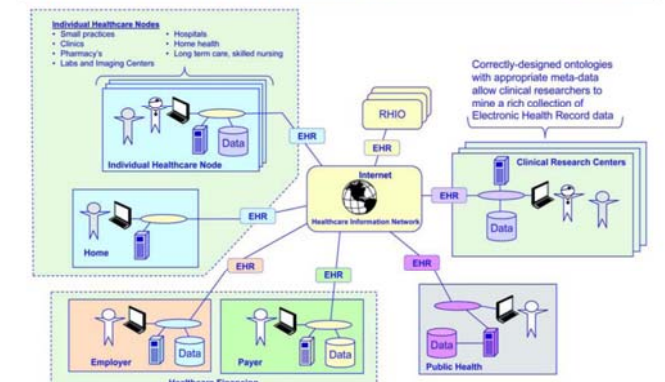 Individual Healthcare Nodes
• Small practices
• Clinics
• Pharmacy's
• Labs and Imaging Centers
• Hospitals
• Home health
• Long term care, skilled nursing
Data
Individual Healthcare Node
EHR
RHIO
EHR
Correctly-designed ontologies
with appropriate meta-data
allow clinical researchers to
mine a rich collection of
Electronic Health Record data
Internet
Healthcare Information Network
EHR
Clinical Research Centers
Data
Home
EHR
EHR
EHR
EHR
Employer
Data
Payer
Data
Data
Public Health
Healthcare Financing